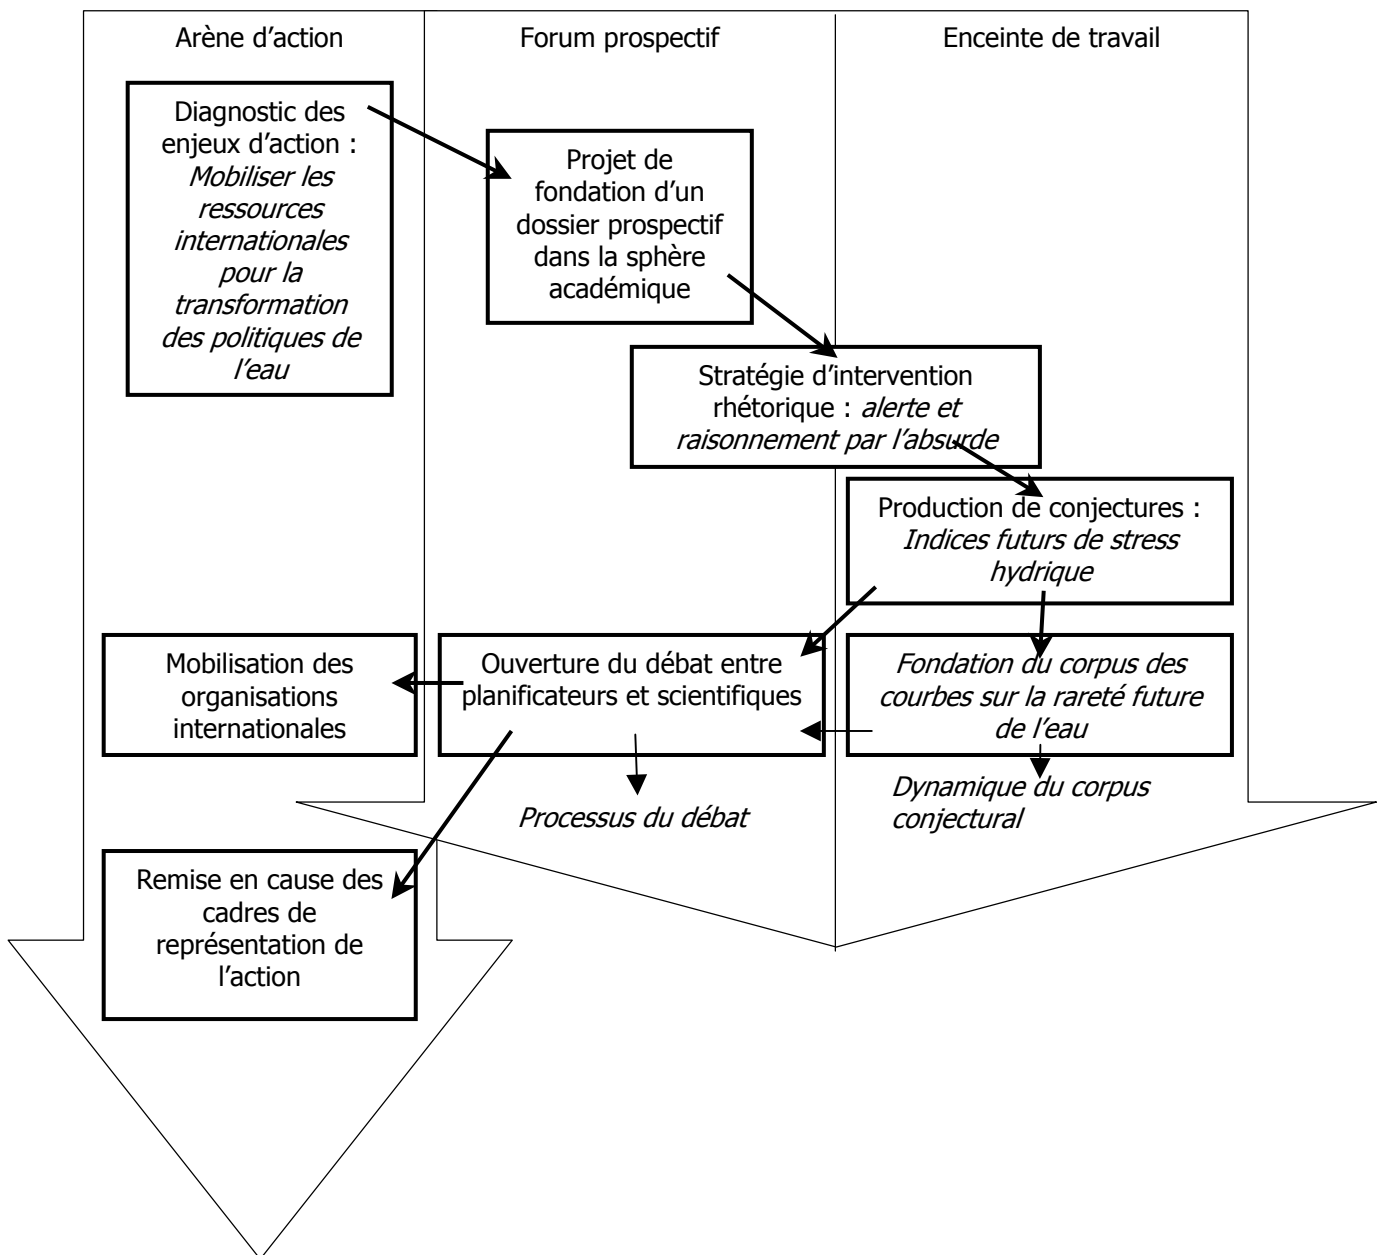 Arène d’action
Forum prospectif
Enceinte de travail
Diagnostic des
enjeux d’action :
Mobiliser les
ressources
internationales
pour la
transformation
des politiques de
l’eau
Projet de
fondation d’un
dossier prospectif
dans la sphère
académique
Stratégie d’intervention
rhétorique : alerte et
raisonnement par l’absurde
Production de conjectures :
Indices futurs de stress
hydrique
Mobilisation des
organisations
internationales
Ouverture du débat entre
planificateurs et scientifiques
Fondation du corpus des
courbes sur la rareté future
de l’eau
Processus du débat
Dynamique du corpus
conjectural
Remise en cause des
cadres de
représentation de
l’action